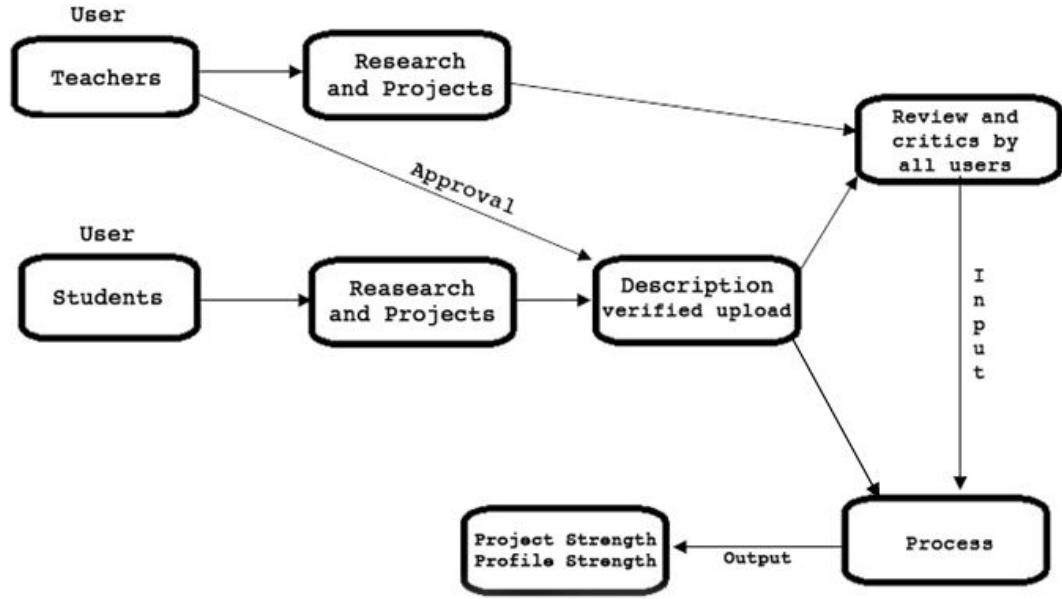 User
Teachers
Research
and Projects
Review and
critics by
all users
Approval
User
Students
Reasearch
and Projects
Description
verified upload
Input
Project Strength
Profile Strength
Output
Process